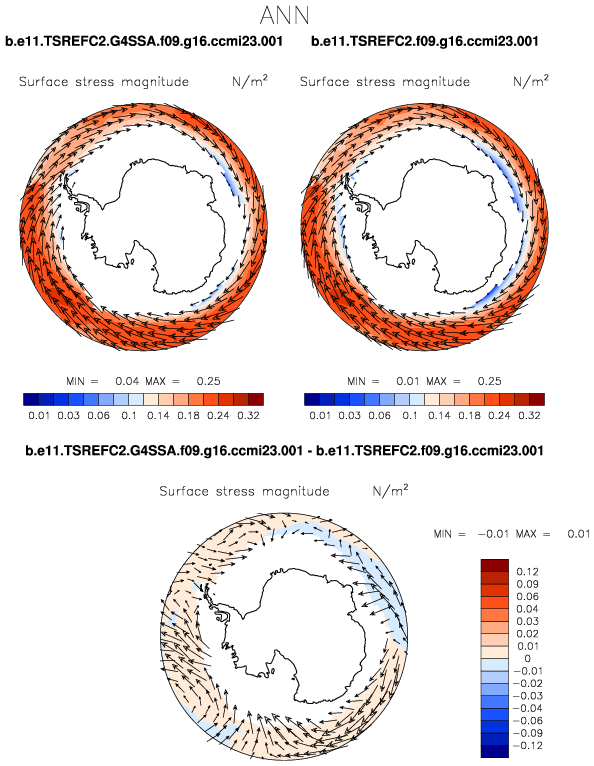 ANN
b.e11.TSREFC2.G4SSA.f09.g16.ccmi23.001 b.e11.TSREFC2.f09.g16.ccmi23.001
Surface stress magnitude N/m² Surface stress magnitude N/m²
MIN = 0.04 MAX = 0.25 MIN = 0.01 MAX = 0.25
0.01 0.03 0.06 0.1 0.14 0.18 0.24 0.32 0.01 0.03 0.06 0.1 0.14 0.18 0.24 0.32
b.e11.TSREFC2.G4SSA.f09.g16.ccmi23.001 - b.e11.TSREFC2.f09.g16.ccmi23.001
Surface stress magnitude N/m²
MIN = -0.01 MAX = 0.01
0.12
0.09
0.06
0.04
0.03
0.02
0.01
0
-0.01
-0.02
-0.03
-0.04
-0.06
-0.09
-0.12